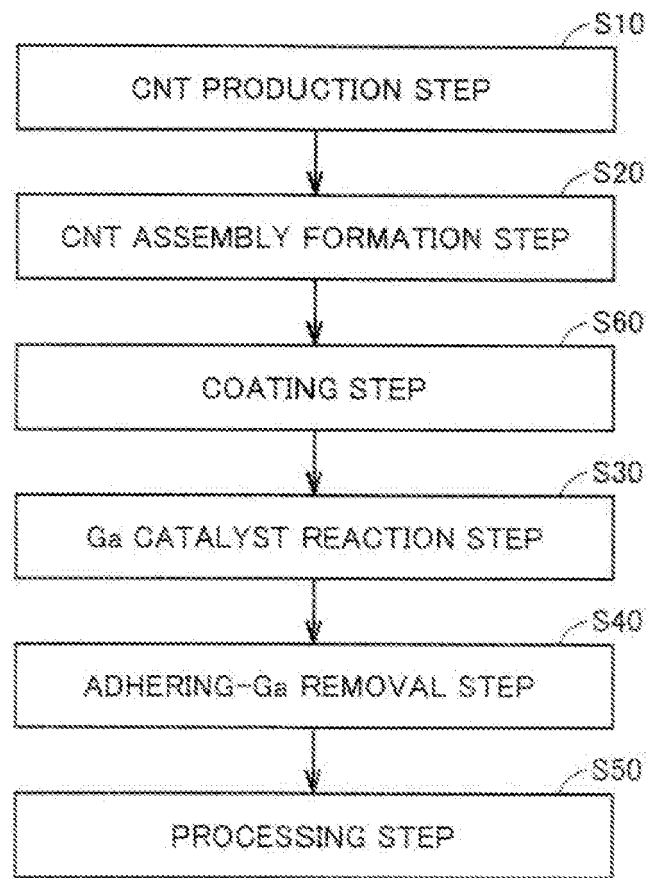 S10
CNT PRODUCTION STEP
S20
CNT ASSEMBLY FORMATION STEP
S60
COATING STEP
S30
Ga CATALYST REACTION STEP
S40
ADHERING-Ga REMOVAL STEP
S50
PROCESSING STEP